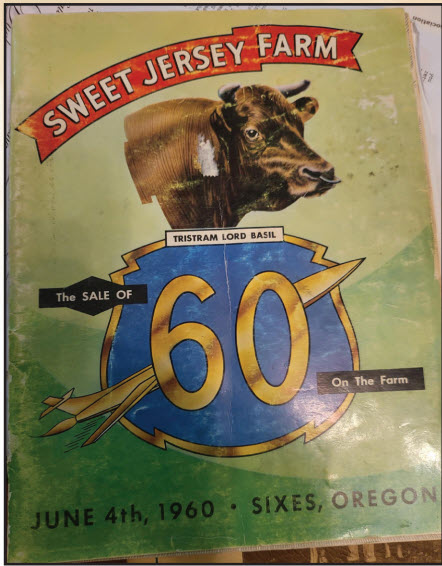 SWEET JERSEY FARM
TRISTRAM LORD BASIL
The SALE OF
60
On The Farm
JUNE 4th, 1960 · SIXES, OREGON